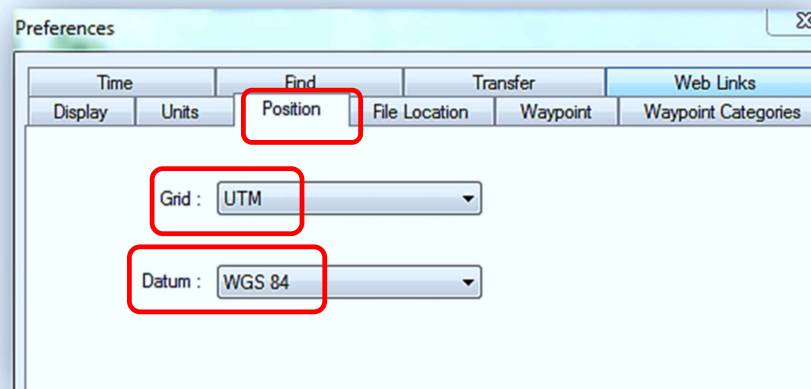 Preferences
Time Find Transfer Web Links
Display Units Position File Location Waypoint Waypoint Categories
Grid : UTM
Datum : WGS 84